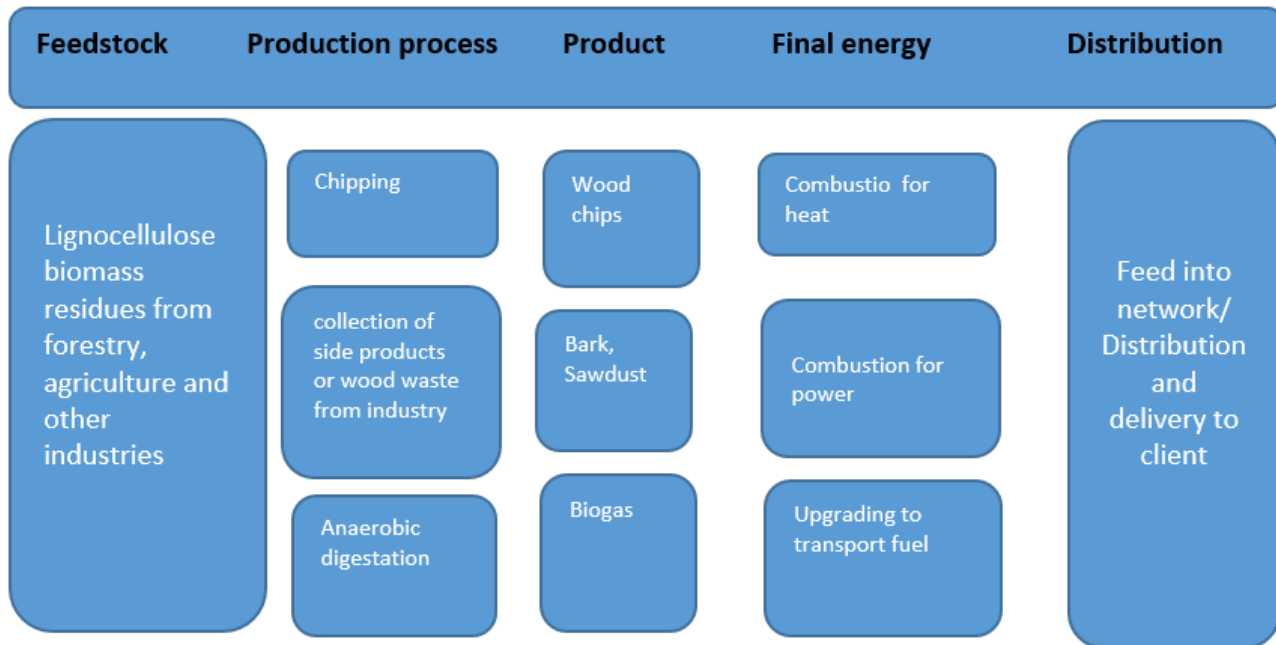 Feedstock Production process Product Final energy Distribution
Lignocellulose
biomass
residues from
forestry,
agriculture and
other
industries
Chipping
collection of
side products
or wood waste
from industry
Anaerobic
digestation
Wood
chips
Bark,
Sawdust
Biogas
Combustio for
heat
Combustion for
power
Upgrading to
transport fuel
Feed into
network/
Distribution
and
delivery to
client